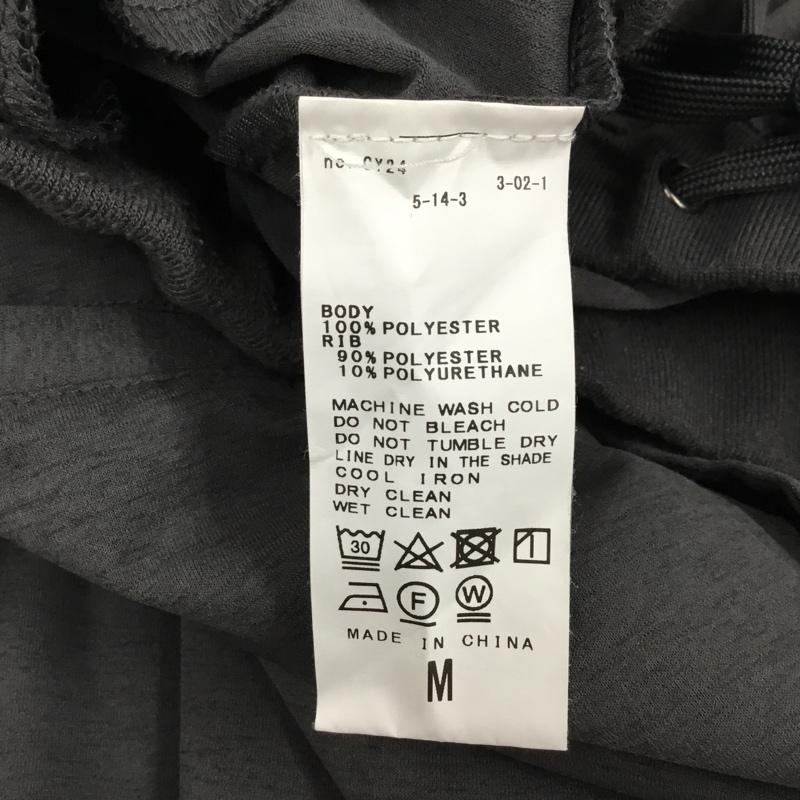 no. CY24
3-02-1
5-14-3
BODY
100% POLYESTER
RIB
90% POLYESTER
10% POLYURETHANE
MACHINE WASH COLD
DO NOT BLEACH
DO NOT TUMBLE DRY
LINE DRY IN THE SHADE
COOL IRON
DRY CLEAN
WET CLEAN
30
F W
MADE IN CHINA
M